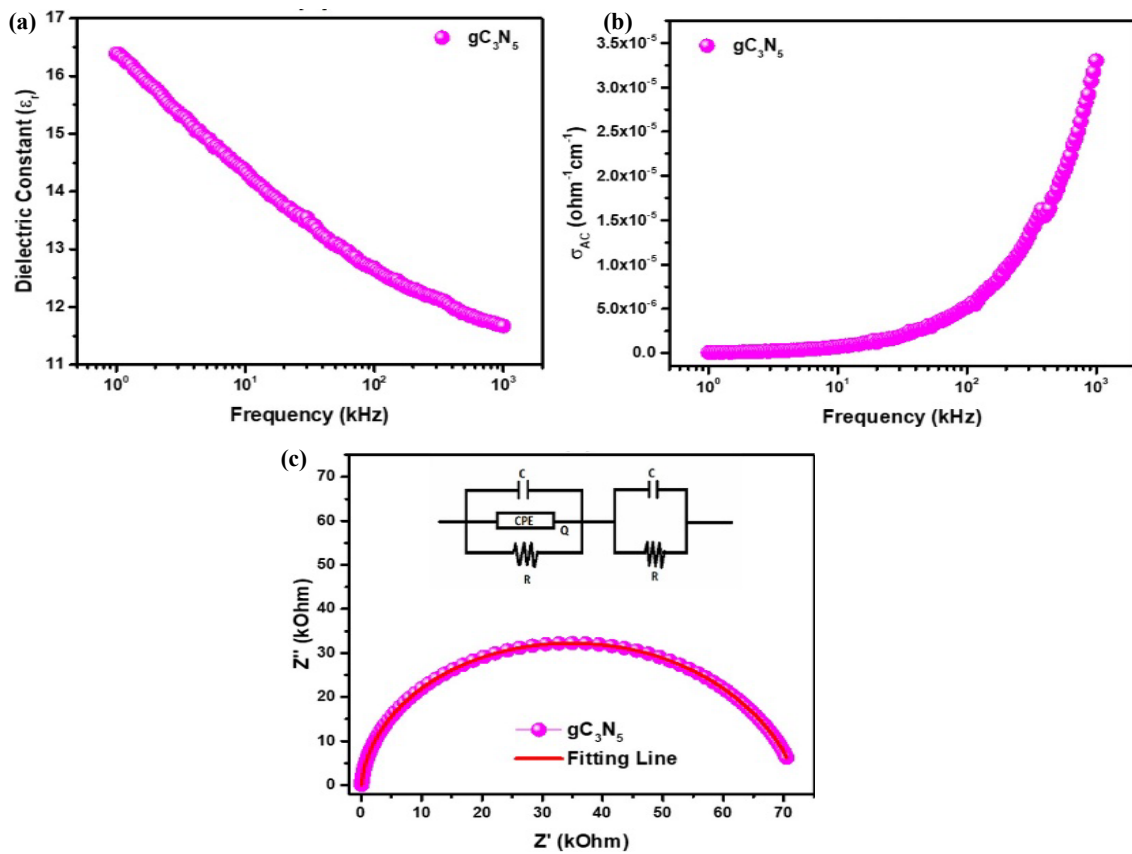 (a)
17
16
15
14
13
12
11
Dielectric Constant (εr)
gC3N5
10^0
10^1
10^2
10^3
Frequency (kHz)
(b)
3.5x10^-5
3.0x10^-5
2.5x10^-5
2.0x10^-5
1.5x10^-5
1.0x10^-5
5.0x10^-6
0.0
σAC (ohm^-1cm^-1)
gC3N5
10^0
10^1
10^2
10^3
Frequency (kHz)
(c)
70
60
50
40
30
20
10
0
Z'' (kOhm)
C
CPE
Q
R
C
R
gC3N5
Fitting Line
0
10
20
30
40
50
60
70
Z' (kOhm)